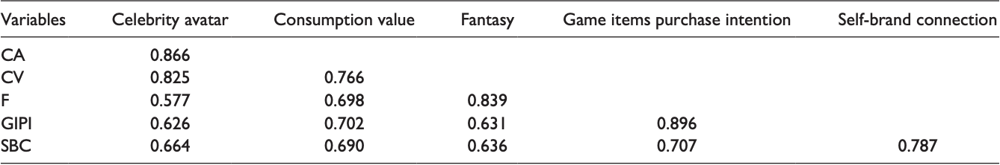 Variables Celebrity avatar Consumption value Fantasy Game items purchase intention Self-brand connection
CA 0.866
CV 0.825 0.766
F 0.577 0.698 0.839
GIPI 0.626 0.702 0.631 0.896
SBC 0.664 0.690 0.636 0.707 0.787